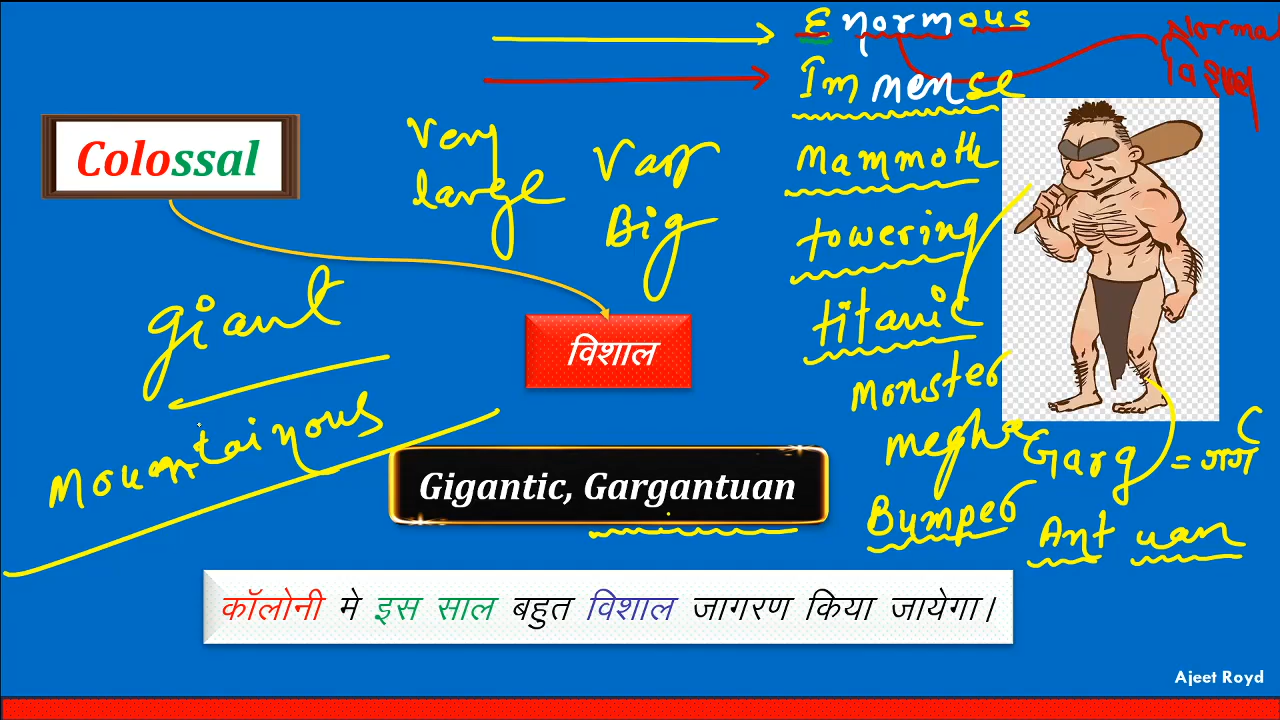 Enormous
Immense
Mammoth
towering
titanic
Monster
megha
Bumper
Colossal
Very
large
Vast
Big
giant
Mountainous
विशाल
Gigantic, Gargantuan
Garg = गर्ग
Ant uan
कॉलोनी मे इस साल बहुत विशाल जागरण किया जायेगा।
Ajeet Royd